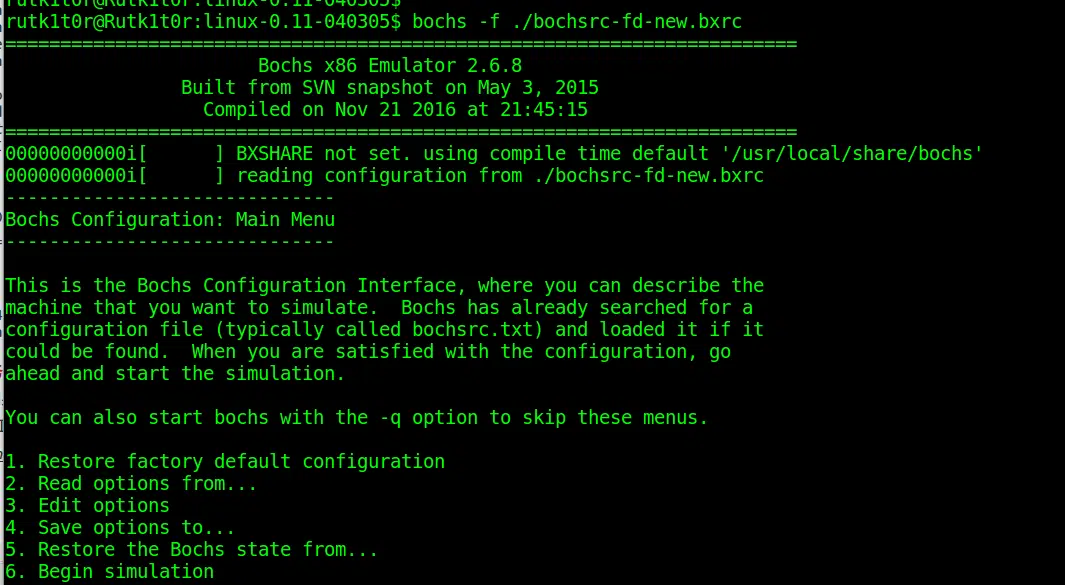 rutk1t0r@Rutk1t0r:linux-0.11-040305$
rutk1t0r@Rutk1t0r:linux-0.11-040305$ bochs -f ./bochsrc-fd-new.bxrc
========================================================================
                       Bochs x86 Emulator 2.6.8
                Built from SVN snapshot on May 3, 2015
                  Compiled on Nov 21 2016 at 21:45:15
========================================================================
00000000000i[      ] BXSHARE not set. using compile time default '/usr/local/share/bochs'
00000000000i[      ] reading configuration from ./bochsrc-fd-new.bxrc
------------------------------
Bochs Configuration: Main Menu
------------------------------

This is the Bochs Configuration Interface, where you can describe the
machine that you want to simulate.  Bochs has already searched for a
configuration file (typically called bochsrc.txt) and loaded it if it
could be found.  When you are satisfied with the configuration, go
ahead and start the simulation.

You can also start bochs with the -q option to skip these menus.

1. Restore factory default configuration
2. Read options from...
3. Edit options
4. Save options to...
5. Restore the Bochs state from...
6. Begin simulation